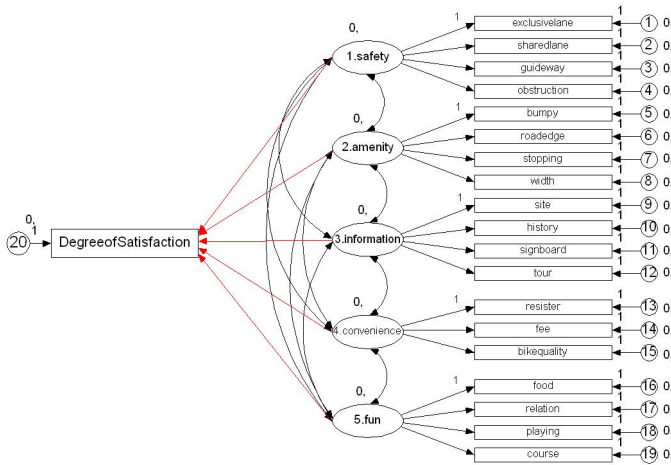 0,
1
exclusivelane
1
1
0,
1.safety
sharedlane
1
2
0,
guideway
1
3
0,
obstruction
1
4
0,
0,
1
bumpy
1
5
0,
2.amenity
roadedge
1
6
0,
stopping
1
7
0,
width
1
8
0,
0,
1
site
1
9
0,
0,
1
20
DegreeofSatisfaction
3.information
history
1
10
0,
signboard
1
11
0,
tour
1
12
0,
0,
1
resister
1
13
0,
4.convenience
fee
1
14
0,
bikequality
1
15
0,
0,
1
food
1
16
0,
5.fun
relation
1
17
0,
playing
1
18
0,
course
1
19
0,